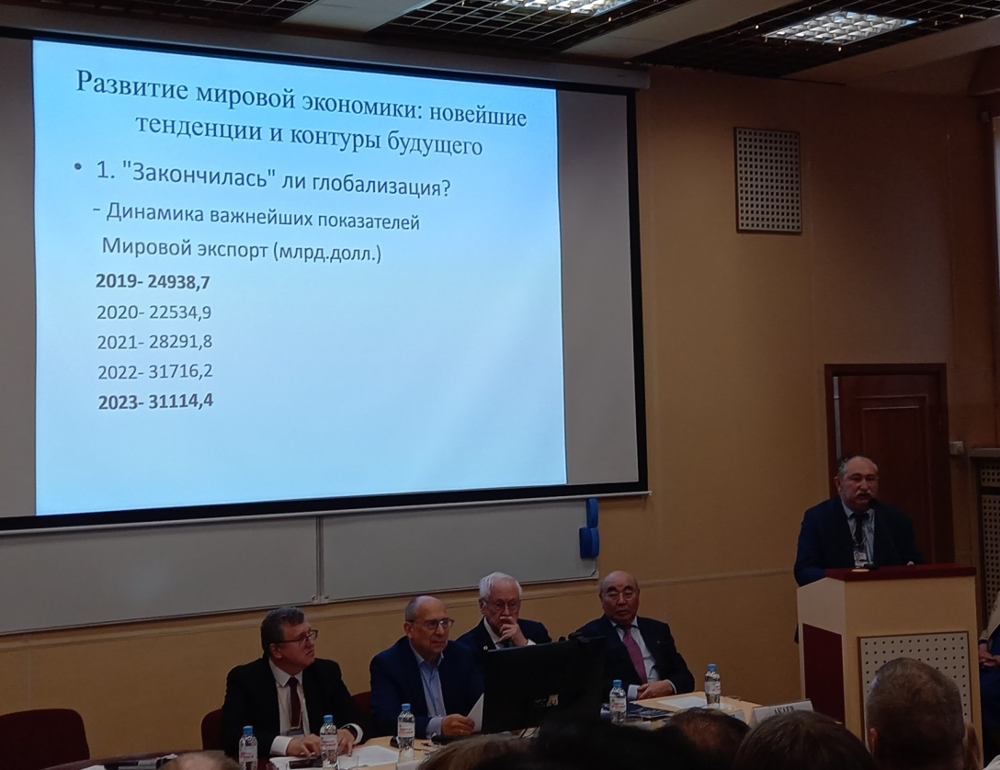 Развитие мировой экономики: новейшие
тенденции и контуры будущего
• 1. "Закончилась" ли глобализация?
- Динамика важнейших показателей
Мировой экспорт (млрд.долл.)
2019- 24938,7
2020- 22534,9
2021- 28291,8
2022- 31716,2
2023- 31114,4
АКАЕВ